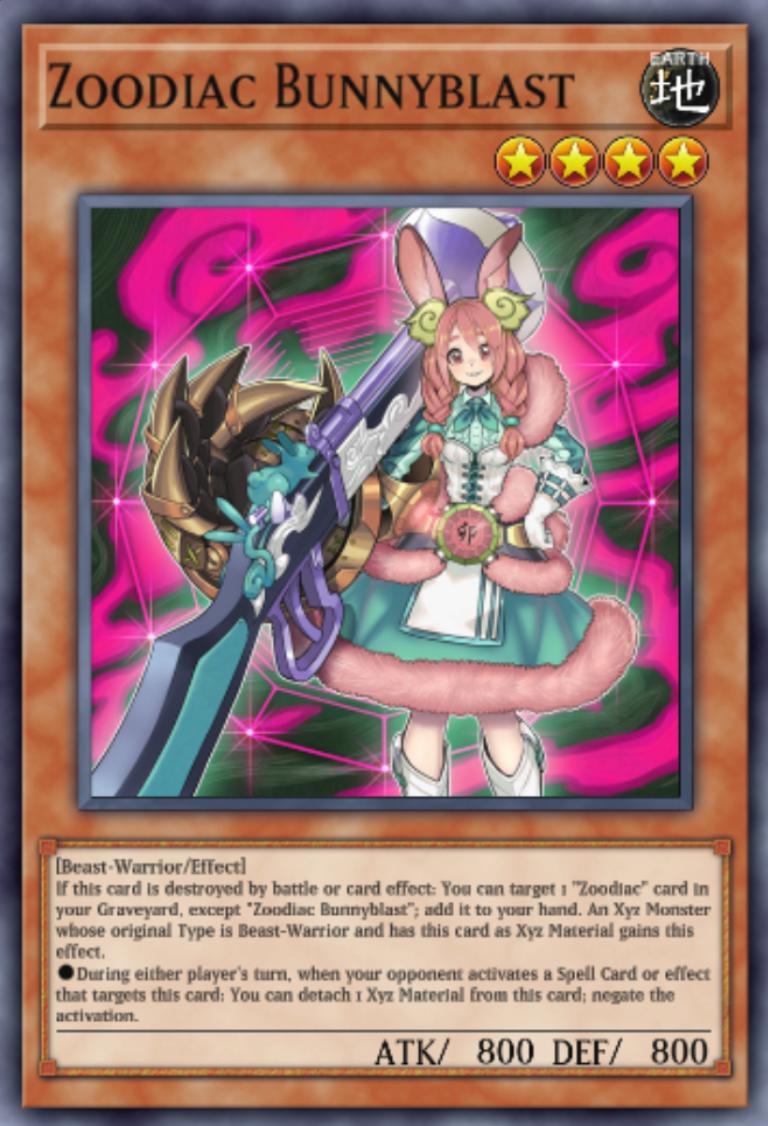 Zoodiac Bunnyblast
EARTH
地
卯
[Beast-Warrior/Effect]
If this card is destroyed by battle or card effect: You can target 1 "Zoodiac" card in
your Graveyard, except "Zoodiac Bunnyblast"; add it to your hand. An Xyz Monster
whose original Type is Beast-Warrior and has this card as Xyz Material gains this
effect.
●During either player's turn, when your opponent activates a Spell Card or effect
that targets this card: You can detach 1 Xyz Material from this card; negate the
activation.
ATK/ 800 DEF/ 800